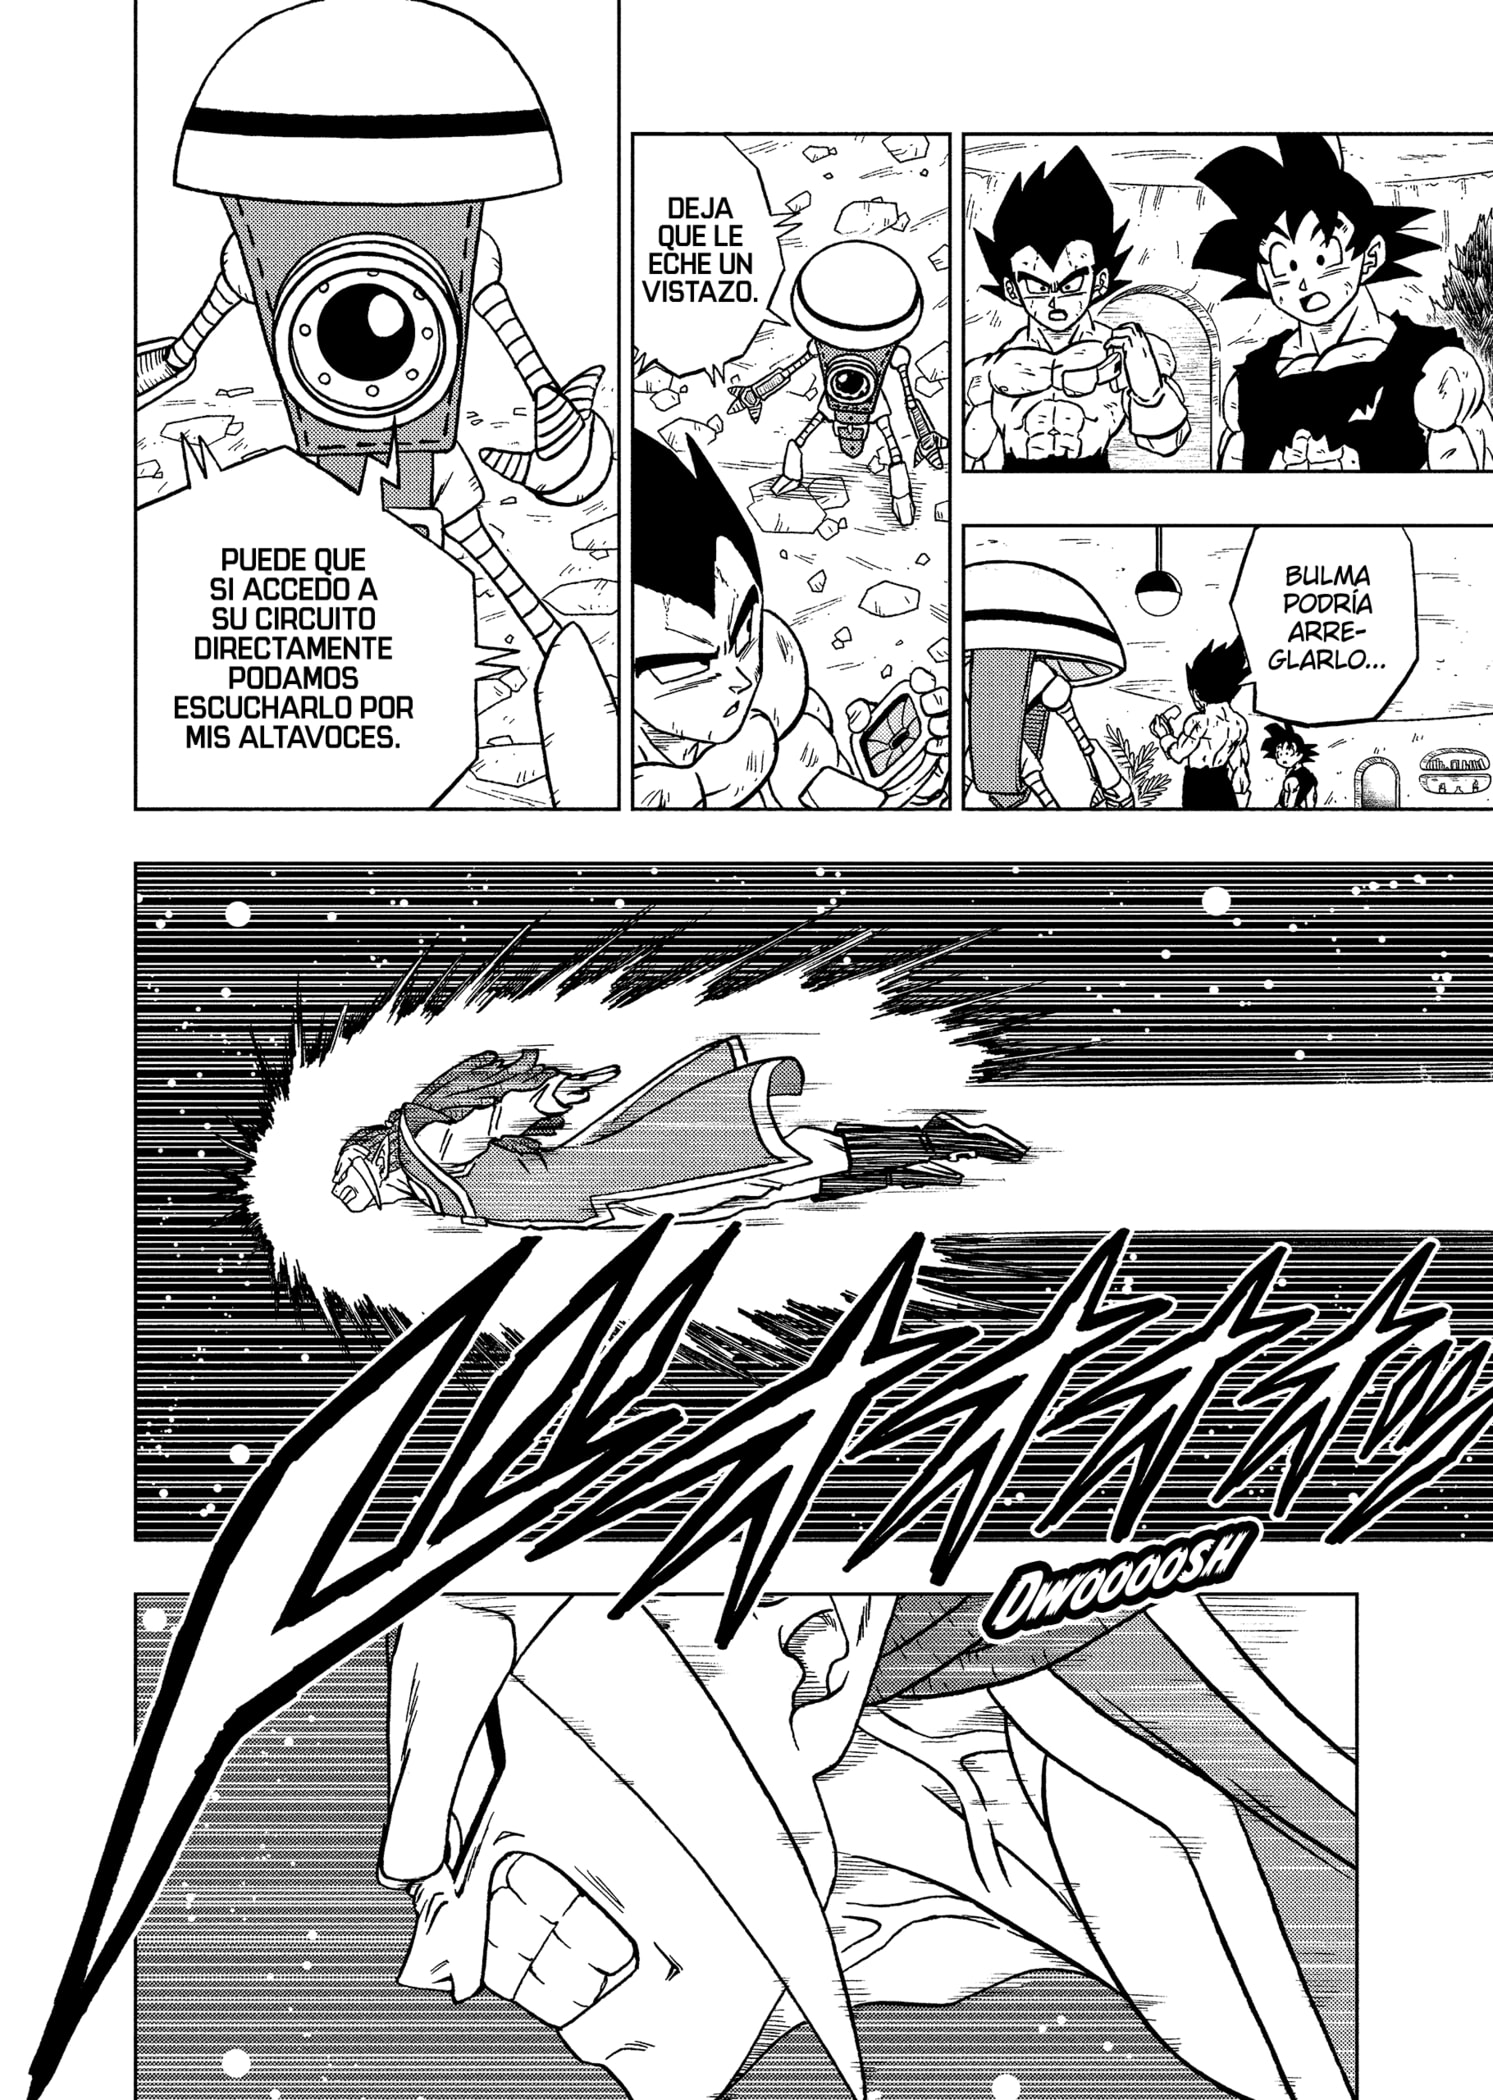 BULMA
PODRÍA
ARRE-
GLARLO...
DEJA
QUE LE
ECHE UN
VISTAZO.
PUEDE QUE
SI ACCEDO A
SU CIRCUITO
DIRECTAMENTE
PODAMOS
ESCUCHARLO POR
MIS ALTAVOCES.
DWOOOOSH